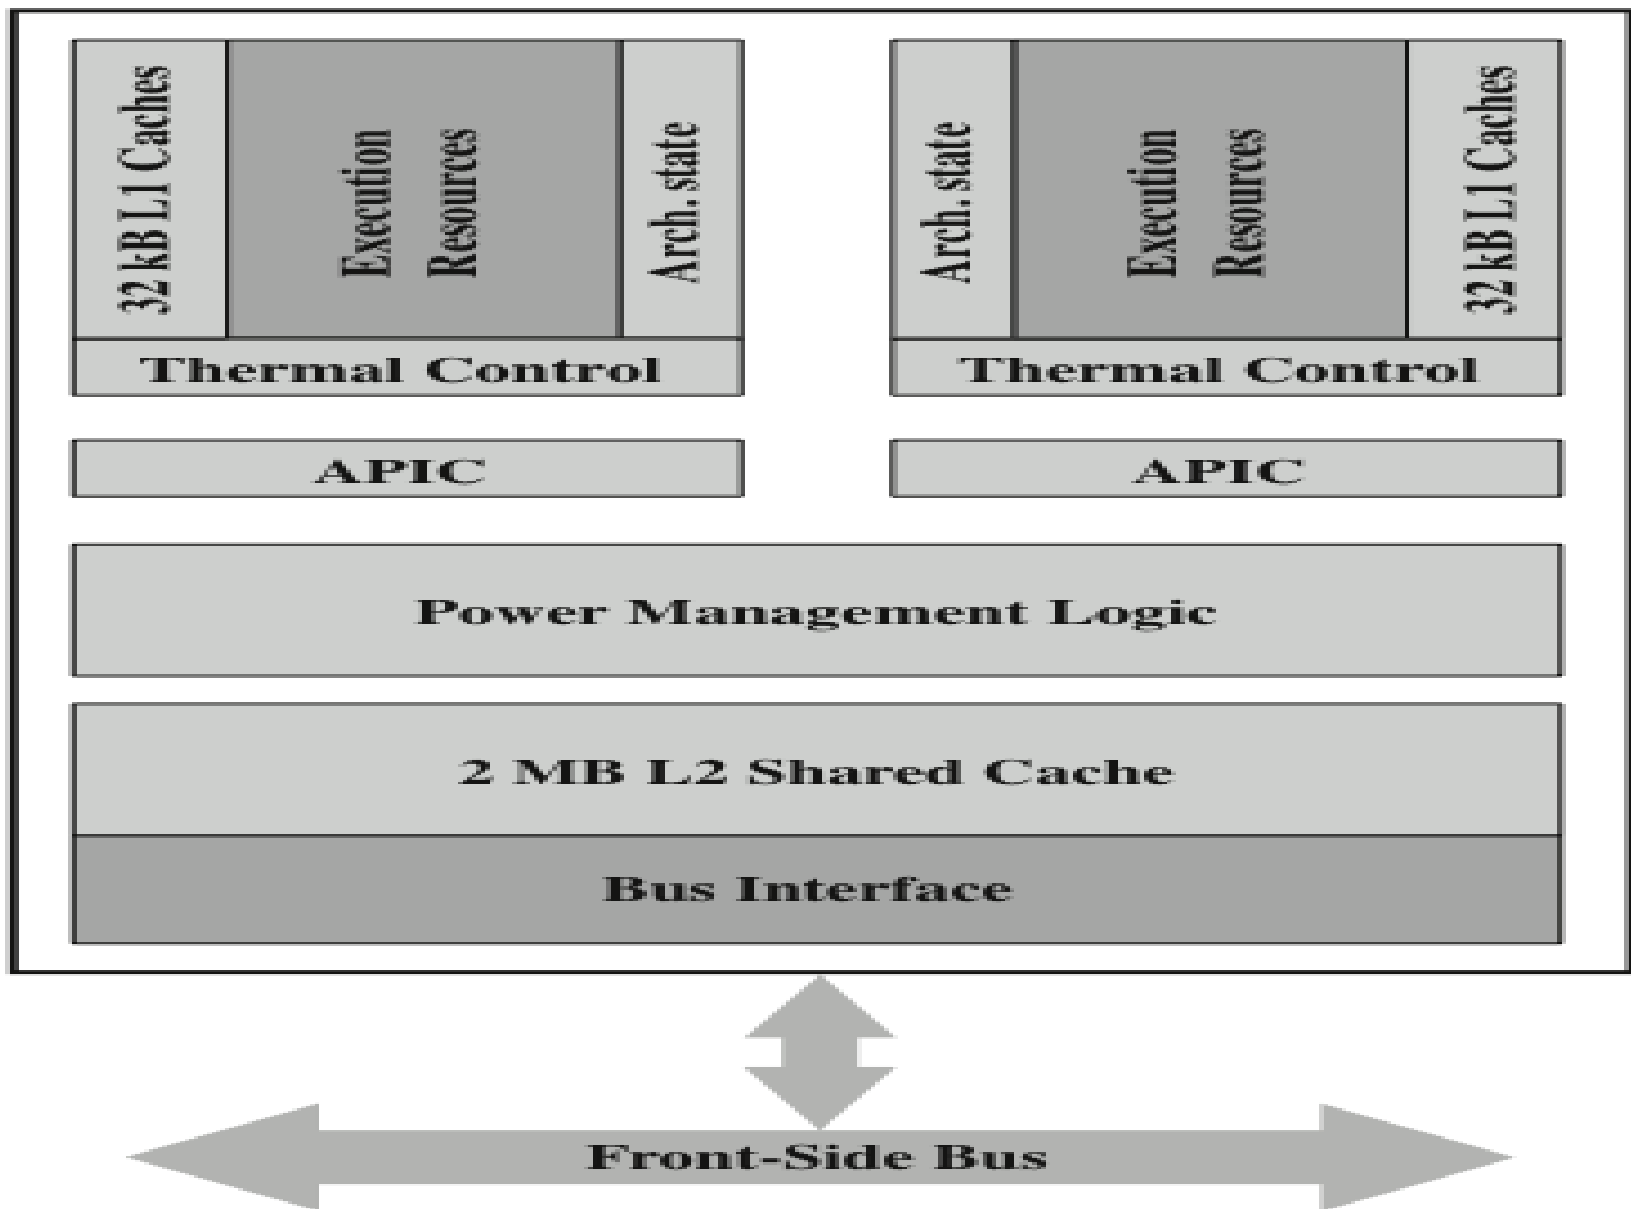 32 kB L1 Caches
Execution
Resources
Arch. state
Arch. state
Execution
Resources
32 kB L1 Caches
Thermal Control
Thermal Control
APIC
APIC
Power Management Logic
2 MB L2 Shared Cache
Bus Interface
Front-Side Bus